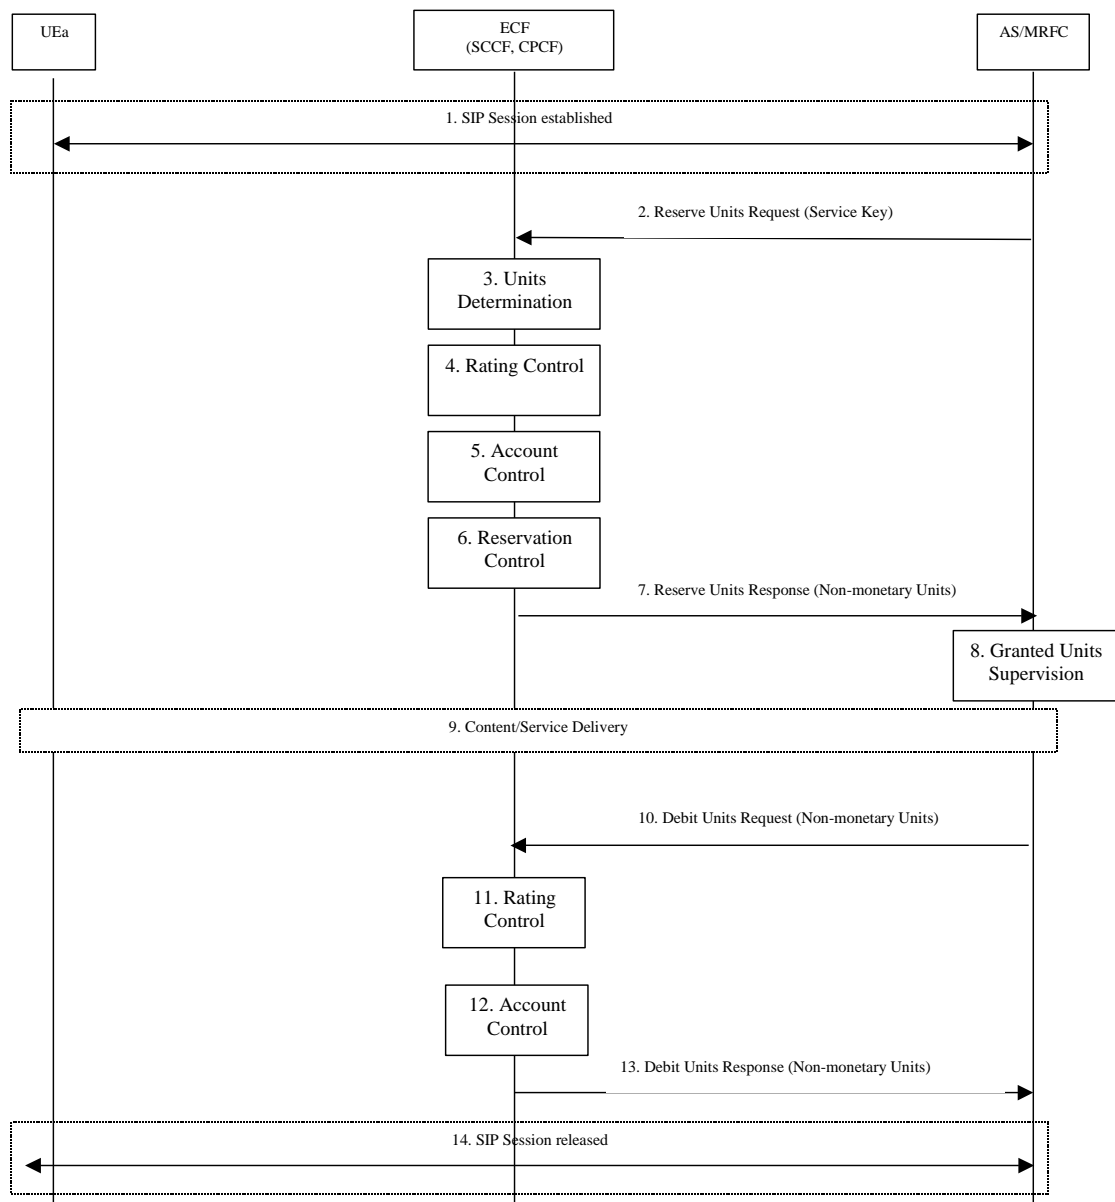 UEa
ECF
(SCCF, CPCF)
AS/MRFC
1. SIP Session established
2. Reserve Units Request (Service Key)
3. Units
Determination
4. Rating Control
5. Account
Control
6. Reservation
Control
7. Reserve Units Response (Non-monetary Units)
8. Granted Units
Supervision
9. Content/Service Delivery
10. Debit Units Request (Non-monetary Units)
11. Rating
Control
12. Account
Control
13. Debit Units Response (Non-monetary Units)
14. SIP Session released